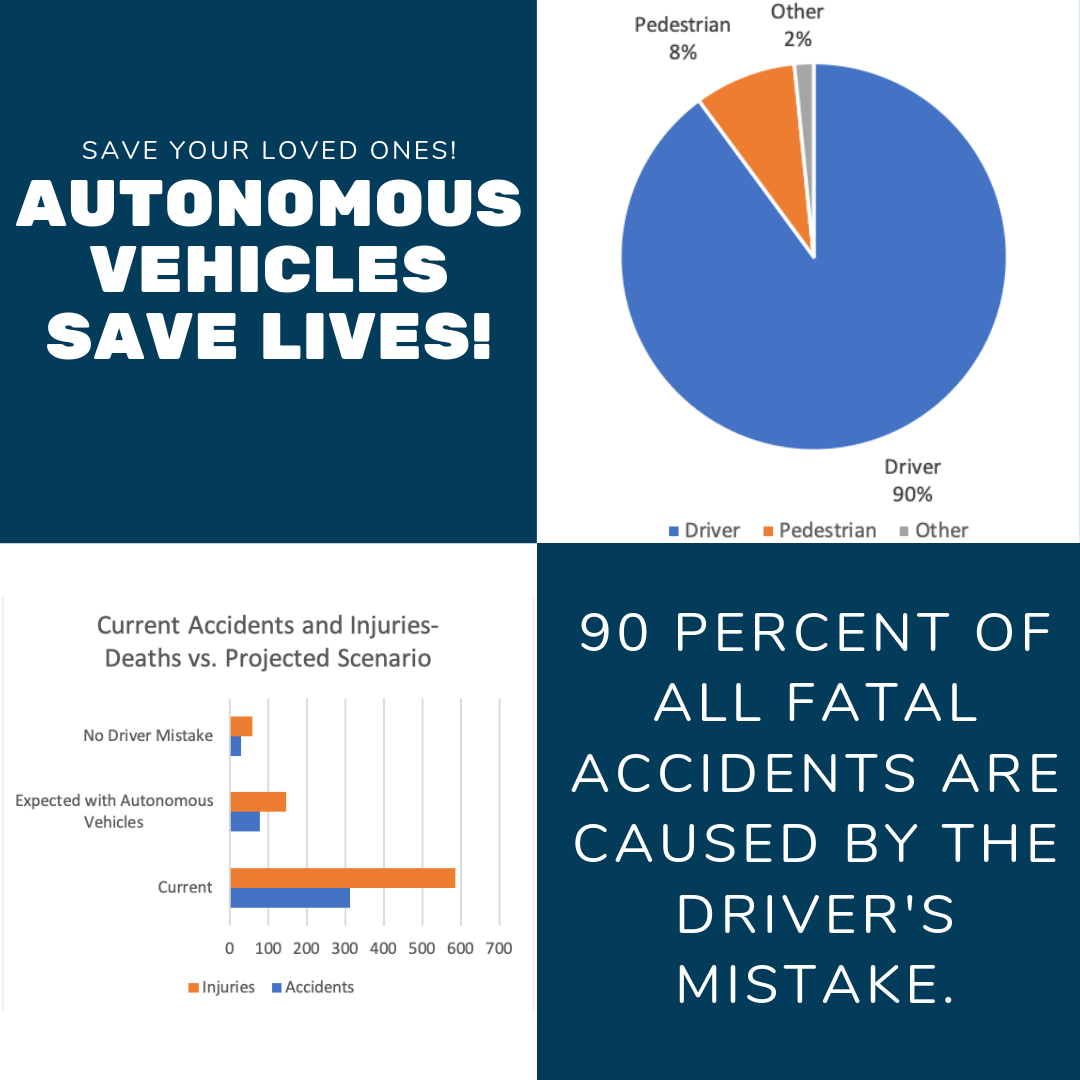 SAVE YOUR LOVED ONES!
AUTONOMOUS
VEHICLES
SAVE LIVES!
Other
2%
Pedestrian
8%
Driver
90%
Driver Pedestrian Other
Current Accidents and Injuries-
Deaths vs. Projected Scenario
No Driver Mistake
Expected with Autonomous
Vehicles
Current
0 100 200 300 400 500 600 700
Injuries Accidents
90 PERCENT OF
ALL FATAL
ACCIDENTS ARE
CAUSED BY THE
DRIVER'S
MISTAKE.